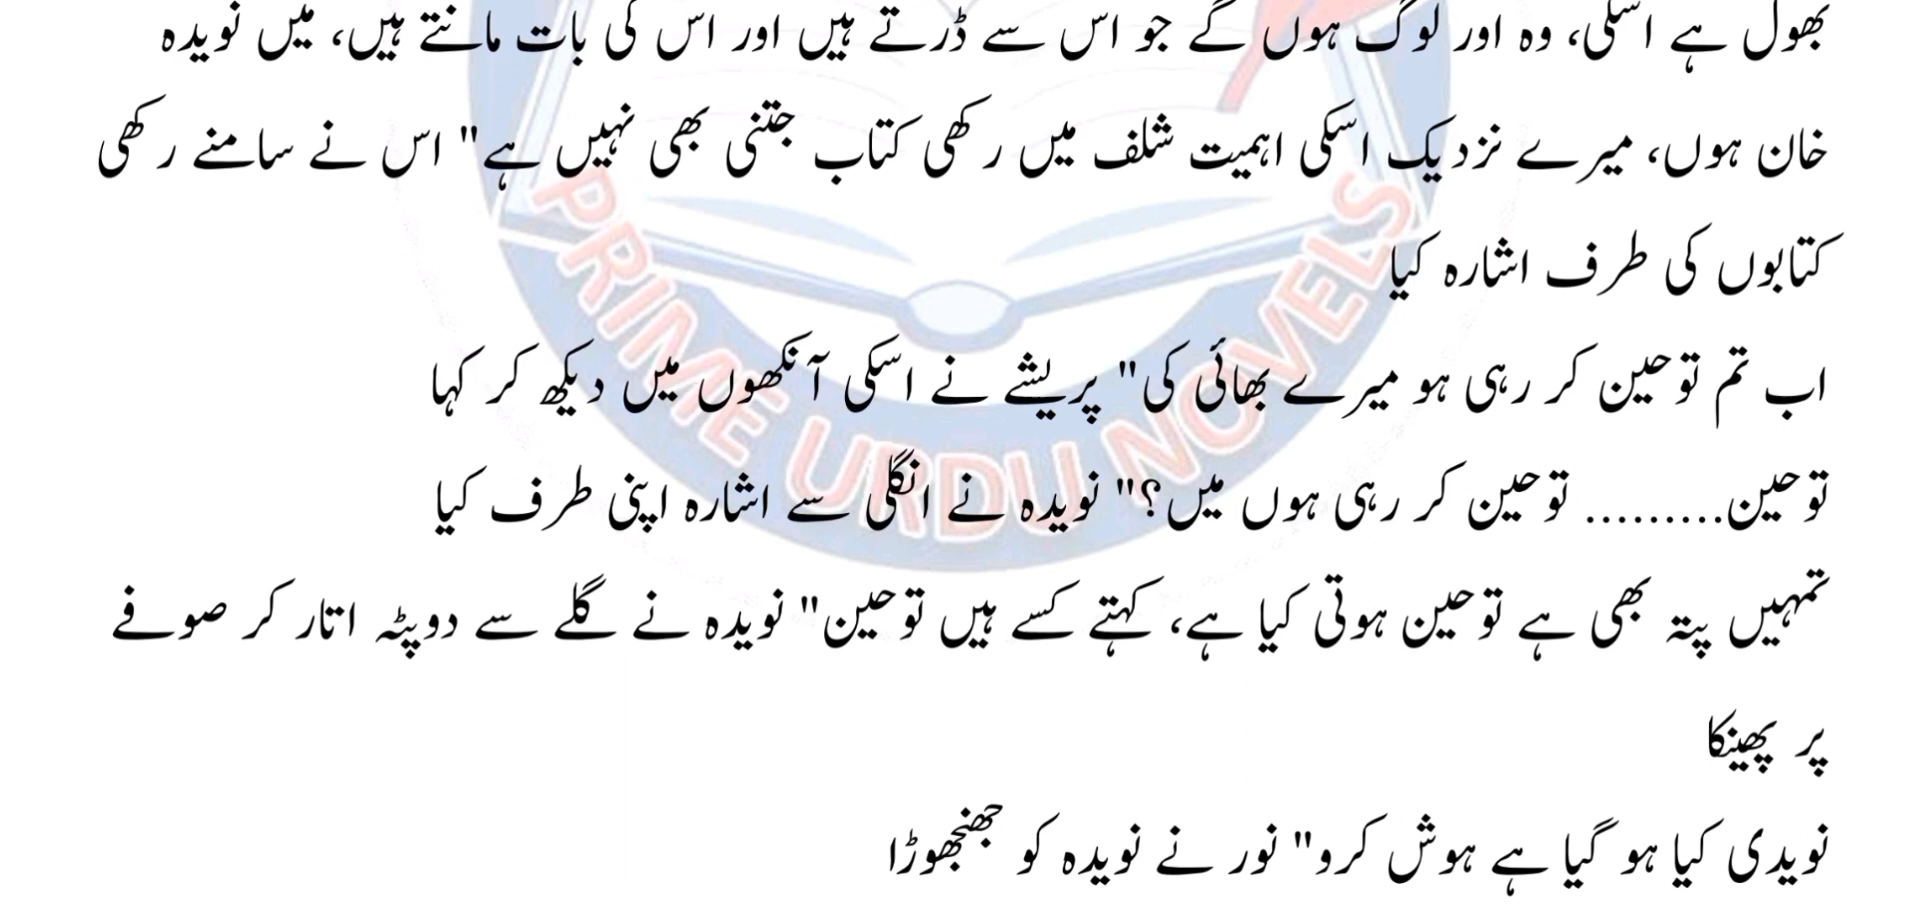 بھول ہے اسکی، وہ اور لوگ ہوں گے جو اس سے ڈرتے ہیں اور اس کی بات مانتے ہیں، میں نویدہ
خان ہوں، میرے نزدیک اسکی اہمیت شلف میں رکھی کتاب جتنی بھی نہیں ہے" اس نے سامنے رکھی
کتابوں کی طرف اشارہ کیا
اب تم توحین کر رہی ہو میرے بھائی کی" پریشے نے اسکی آنکھوں میں دیکھ کر کہا
توحین......... توحین کر رہی ہوں میں؟" نویدہ نے انگلی سے اشارہ اپنی طرف کیا
تمہیں پتہ بھی ہے توحین ہوتی کیا ہے، کہتے کسے ہیں توحین" نویدہ نے گلے سے دوپٹہ اتار کر صوفے
پر پھینکا
نویدی کیا ہو گیا ہے ہوش کرو" نور نے نویدہ کو جھنجھوڑا
PRIME URDU NOVELS